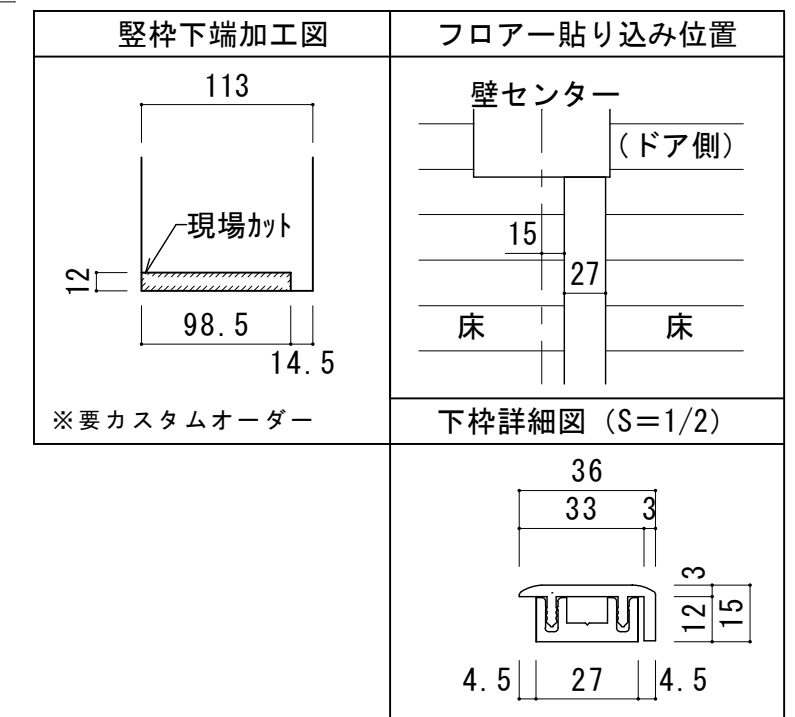 竪枠下端加工図
113
現場ｶｯﾄ
12
98.5
14.5
※要カスタムオーダー
フロアー貼り込み位置
壁センター
(ドア側)
15
27
床
床
下枠詳細図（S＝1/2）
36
33
3
3
12
15
4.5
27
4.5